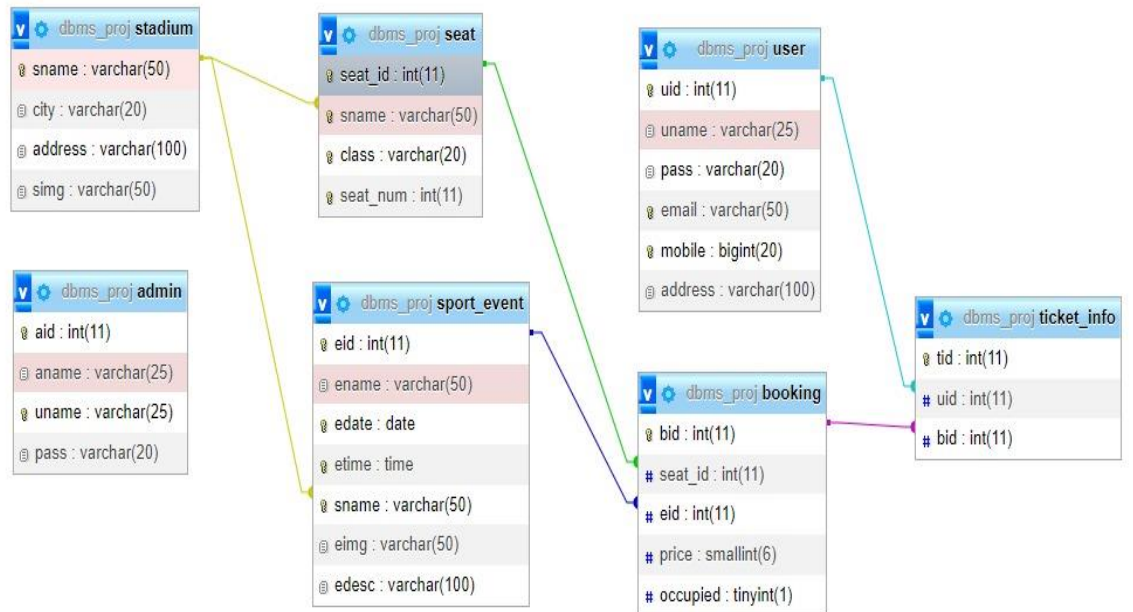 dbms_proj stadium
sname : varchar(50)
city : varchar(20)
address : varchar(100)
simg : varchar(50)
dbms_proj seat
seat_id : int(11)
sname : varchar(50)
class : varchar(20)
seat_num : int(11)
dbms_proj user
uid : int(11)
uname : varchar(25)
pass : varchar(20)
email : varchar(50)
mobile : bigint(20)
address : varchar(100)
dbms_proj admin
aid : int(11)
aname : varchar(25)
uname : varchar(25)
pass : varchar(20)
dbms_proj sport_event
eid : int(11)
ename : varchar(50)
edate : date
etime : time
sname : varchar(50)
eimg : varchar(50)
edesc : varchar(100)
dbms_proj booking
bid : int(11)
# seat_id : int(11)
# eid : int(11)
# price : smallint(6)
# occupied : tinyint(1)
dbms_proj ticket_info
tid : int(11)
# uid : int(11)
# bid : int(11)